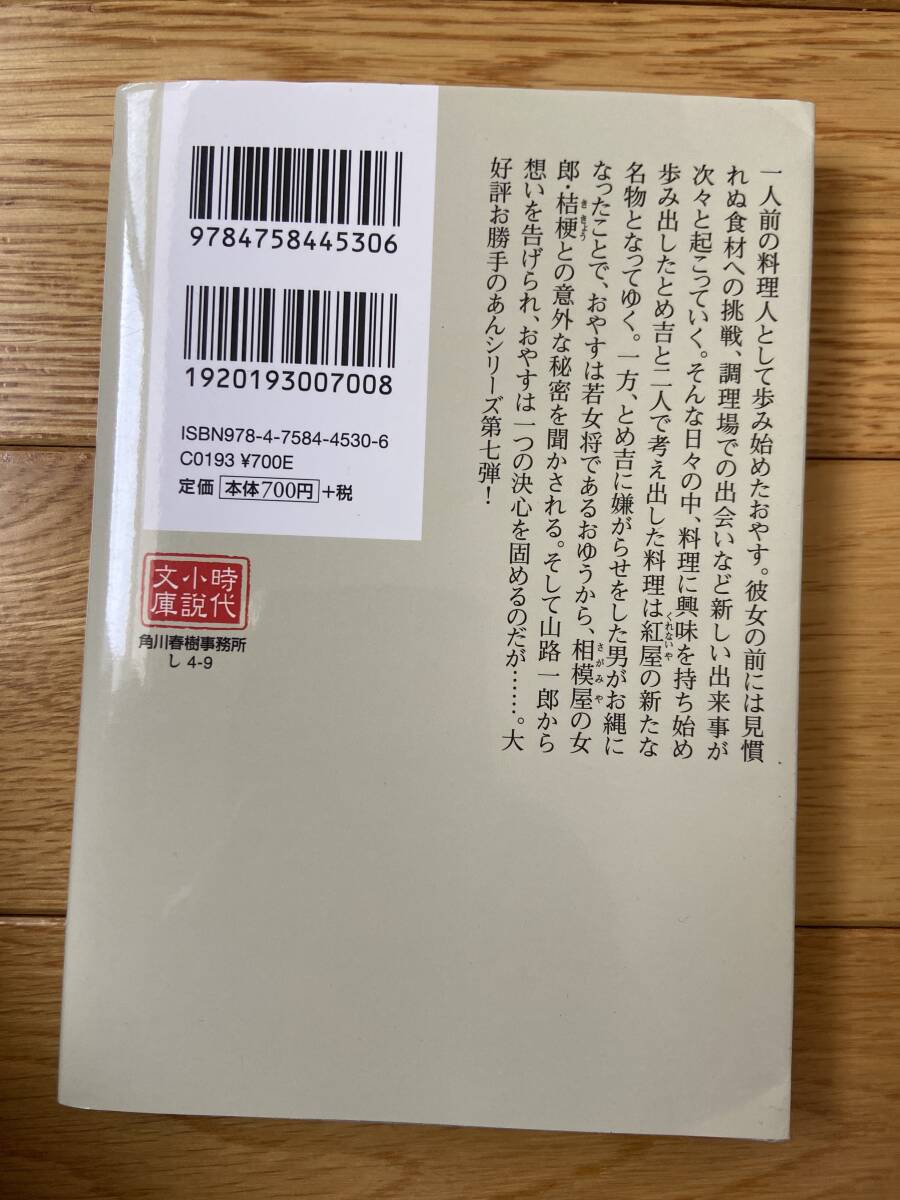 一人前の料理人として歩み始めたおやす。彼女の前には見慣
れぬ食材への挑戦、調理場での出会いなど新しい出来事が
次々と起こっていく。そんな日々の中、料理に興味を持ち始め
歩み出したとめ吉と二人で考え出した料理は紅屋の新たな
くれないや
名物となってゆく。一方、とめ吉に嫌がらせをした男がお縄に
なったことで、おやすは若女将であるおゆうから、相模屋の女
さがみや
郎・桔梗との意外な秘密を聞かされる。そして山路一郎から
ききょう
想いを告げられ、おやすは一つの決心を固めるのだが……。大
好評お勝手のあんシリーズ第七弾!
9784758445306
1920193007008
ISBN978-4-7584-4530-6
C0193 ¥700E
定価 本体700円 +税
時代
小説
文庫
角川春樹事務所
し 4-9